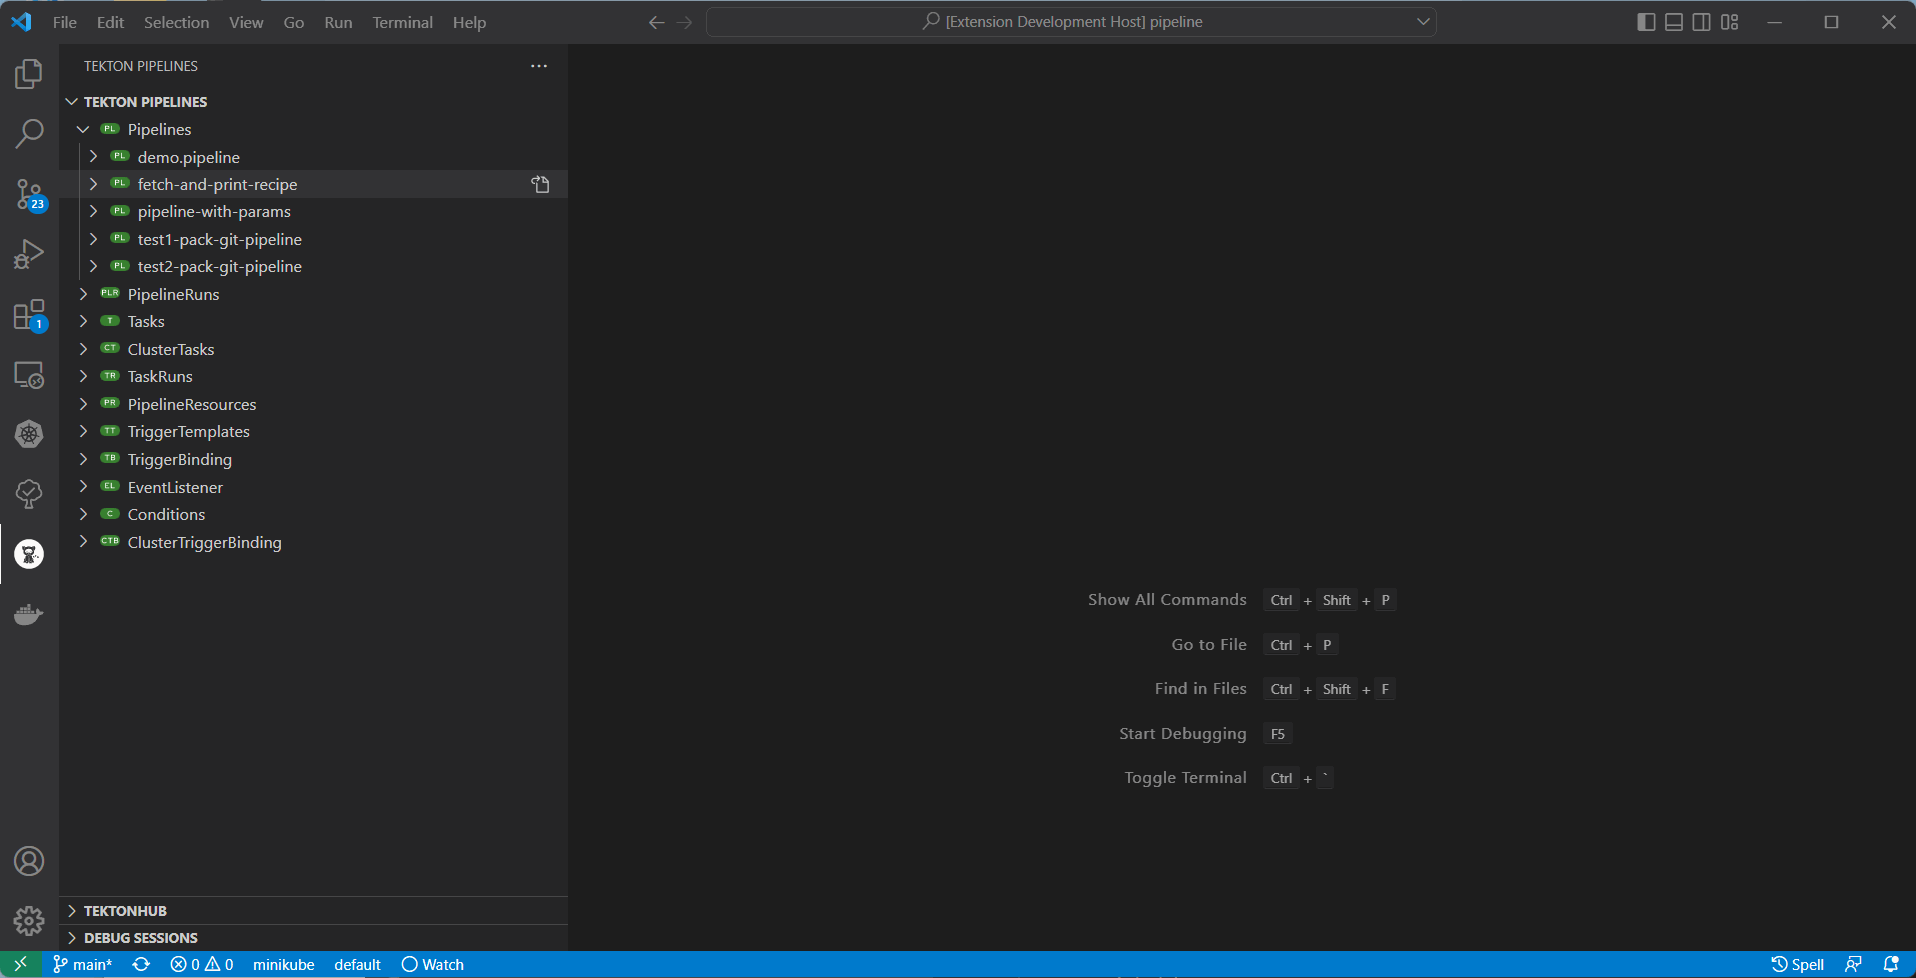 File Edit Selection View Go Run Terminal Help [Extension Development Host] pipeline
TEKTON PIPELINES
TEKTON PIPELINES
PL Pipelines
PL demo.pipeline
PL fetch-and-print-recipe
PL pipeline-with-params
PL test1-pack-git-pipeline
PL test2-pack-git-pipeline
PLR PipelineRuns
T Tasks
CT ClusterTasks
TR TaskRuns
PR PipelineResources
TT TriggerTemplates
TB TriggerBinding
EL EventListener
C Conditions
CTB ClusterTriggerBinding
23
1
Show All Commands Ctrl + Shift + P
Go to File Ctrl + P
Find in Files Ctrl + Shift + F
Start Debugging F5
Toggle Terminal Ctrl + `
TEKTONHUB
DEBUG SESSIONS
main* 0 0 minikube default Watch Spell